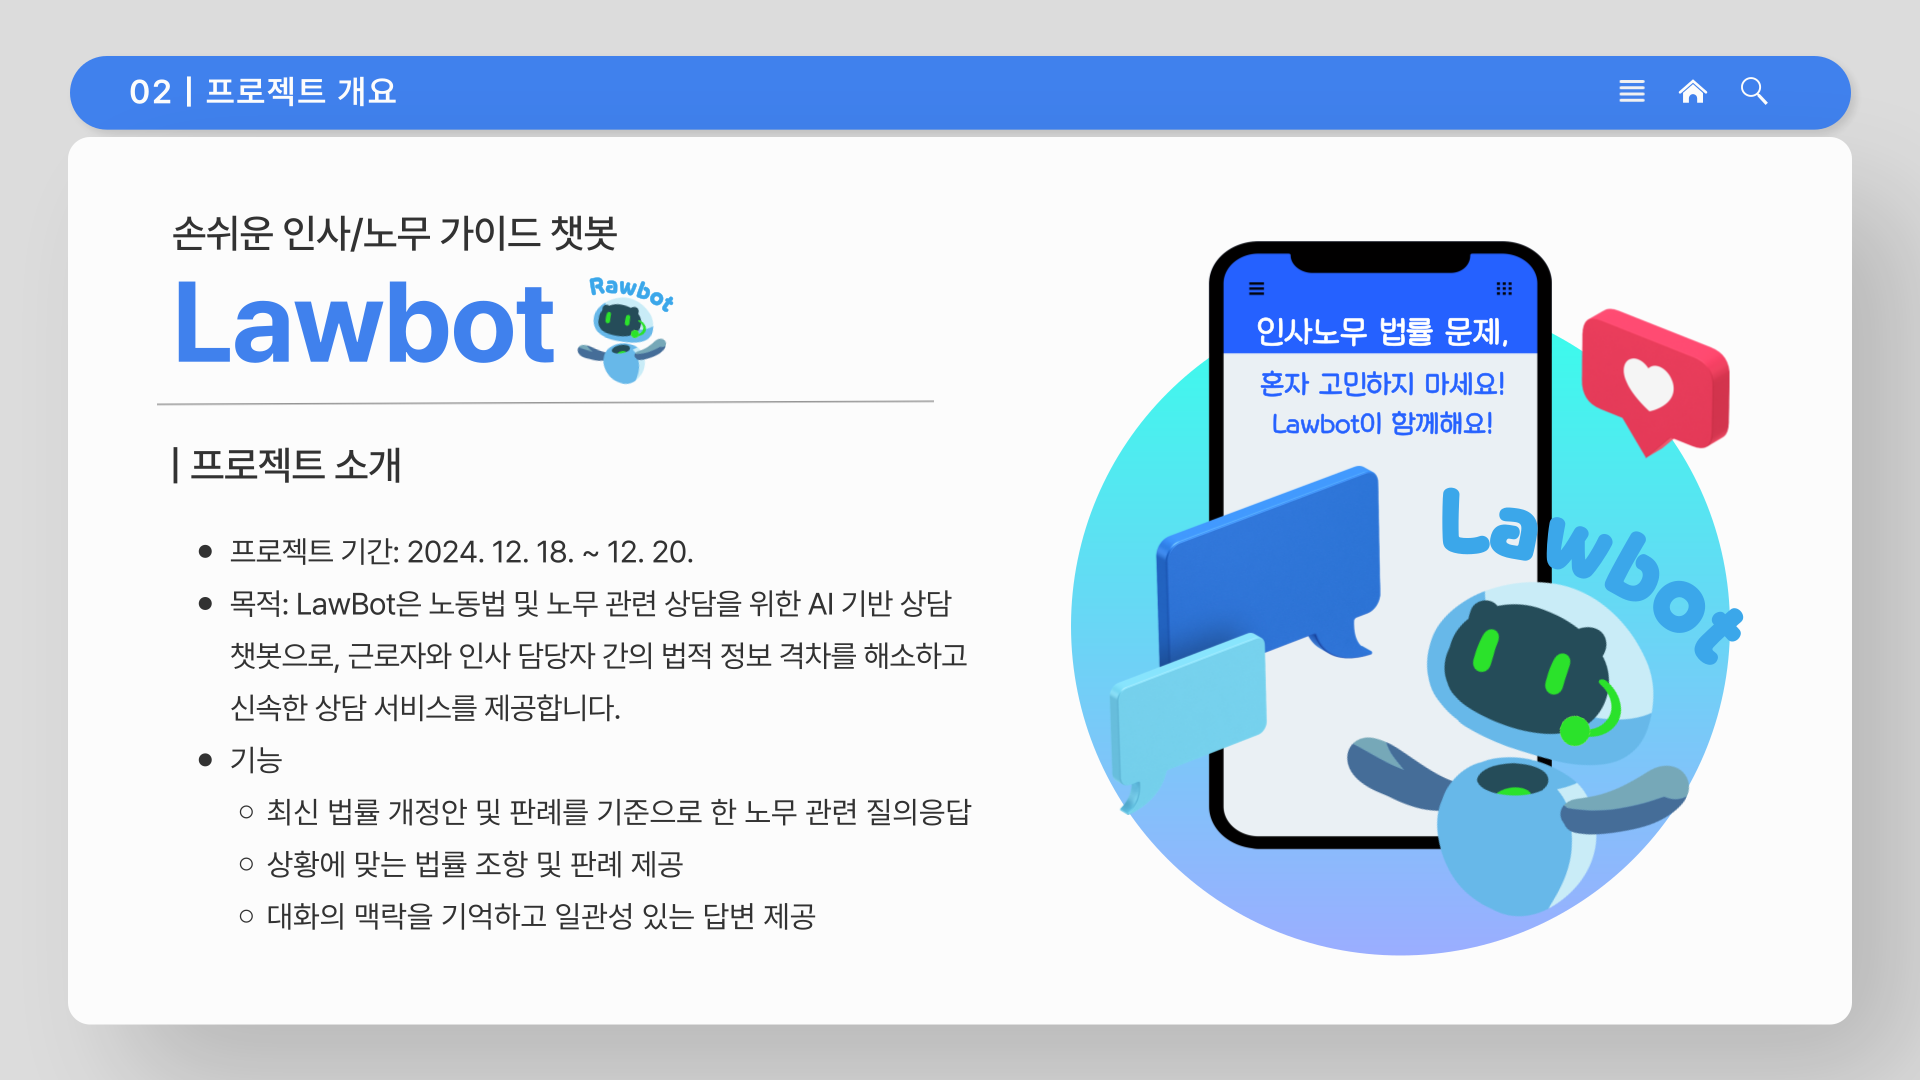 02 | 프로젝트 개요
손쉬운 인사/노무 가이드 챗봇
Lawbot
Rawbot
| 프로젝트 소개
● 프로젝트 기간: 2024. 12. 18. ~ 12. 20.
● 목적: LawBot은 노동법 및 노무 관련 상담을 위한 AI 기반 상담
챗봇으로, 근로자와 인사 담당자 간의 법적 정보 격차를 해소하고
신속한 상담 서비스를 제공합니다.
● 기능
○ 최신 법률 개정안 및 판례를 기준으로 한 노무 관련 질의응답
○ 상황에 맞는 법률 조항 및 판례 제공
○ 대화의 맥락을 기억하고 일관성 있는 답변 제공
인사노무 법률 문제,
혼자 고민하지 마세요!
Lawbot이 함께해요!
Lawbot